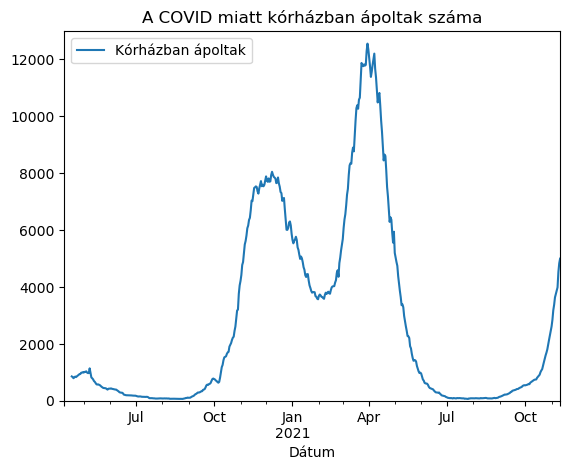 A COVID miatt kórházban ápoltak száma
Kórházban ápoltak
12000
10000
8000
6000
4000
2000
0
Jul Oct Jan Apr Jul Oct
2021
Dátum